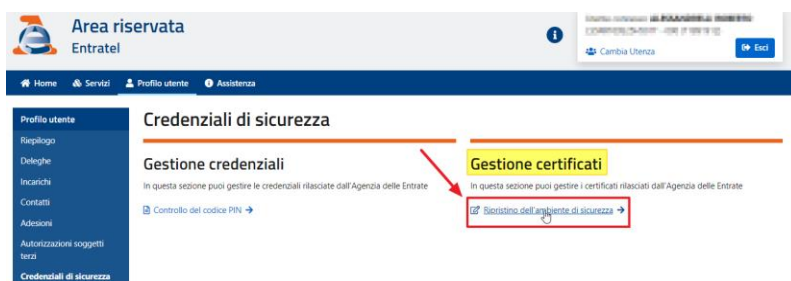 Area riservata
Entratel
Cambia Utenza
Esci
Home Servizi Profilo utente Assistenza
Profilo utente
Riepilogo
Deleghe
Incarichi
Contatti
Adesioni
Autorizzazioni soggetti
terzi
Credenziali di sicurezza
Credenziali di sicurezza
Gestione credenziali
In questa sezione puoi gestire le credenziali rilasciate dall'Agenzia delle Entrate
Controllo del codice PIN
Gestione certificati
In questa sezione puoi gestire i certificati rilasciati dall'Agenzia delle Entrate
Ripristino dell'ambiente di sicurezza